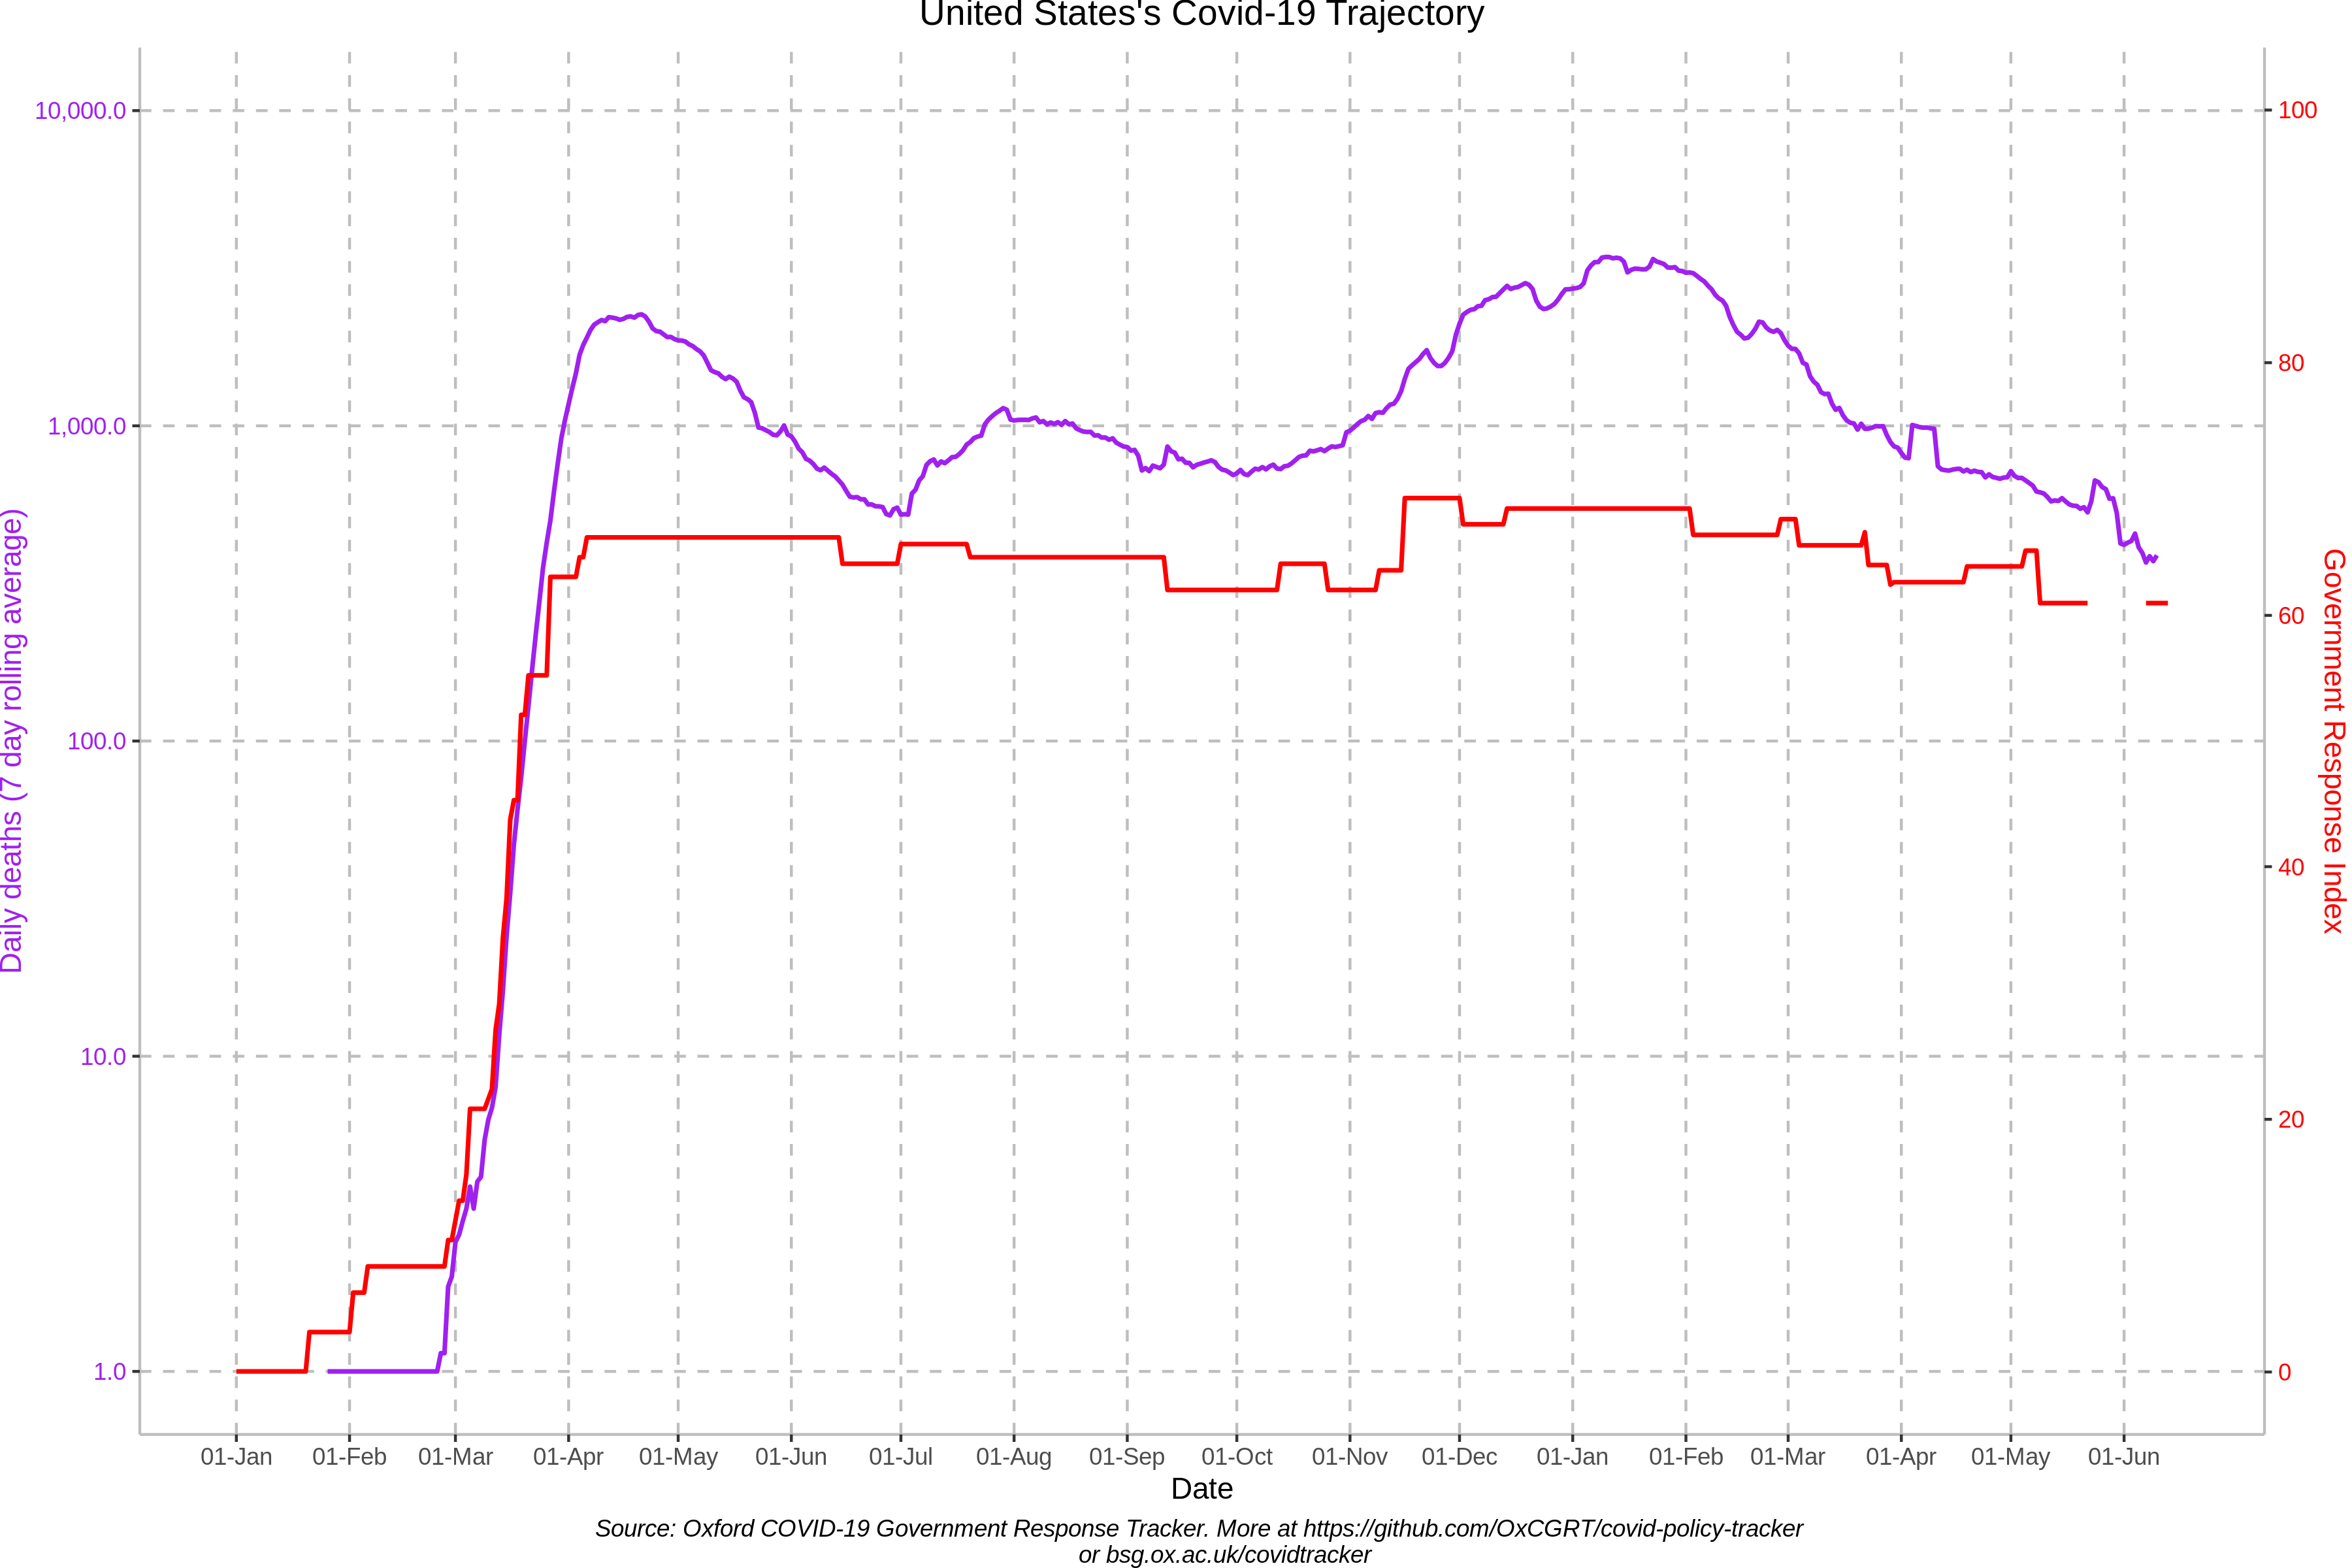 United States's Covid-19 Trajectory
10,000.0
1,000.0
100.0
10.0
1.0
Daily deaths (7 day rolling average)
100
80
60
40
20
0
Government Response Index
01-Jan 01-Feb 01-Mar 01-Apr 01-May 01-Jun 01-Jul 01-Aug 01-Sep 01-Oct 01-Nov 01-Dec 01-Jan 01-Feb 01-Mar 01-Apr 01-May 01-Jun
Date
Source: Oxford COVID-19 Government Response Tracker. More at https://github.com/OxCGRT/covid-policy-tracker
or bsg.ox.ac.uk/covidtracker